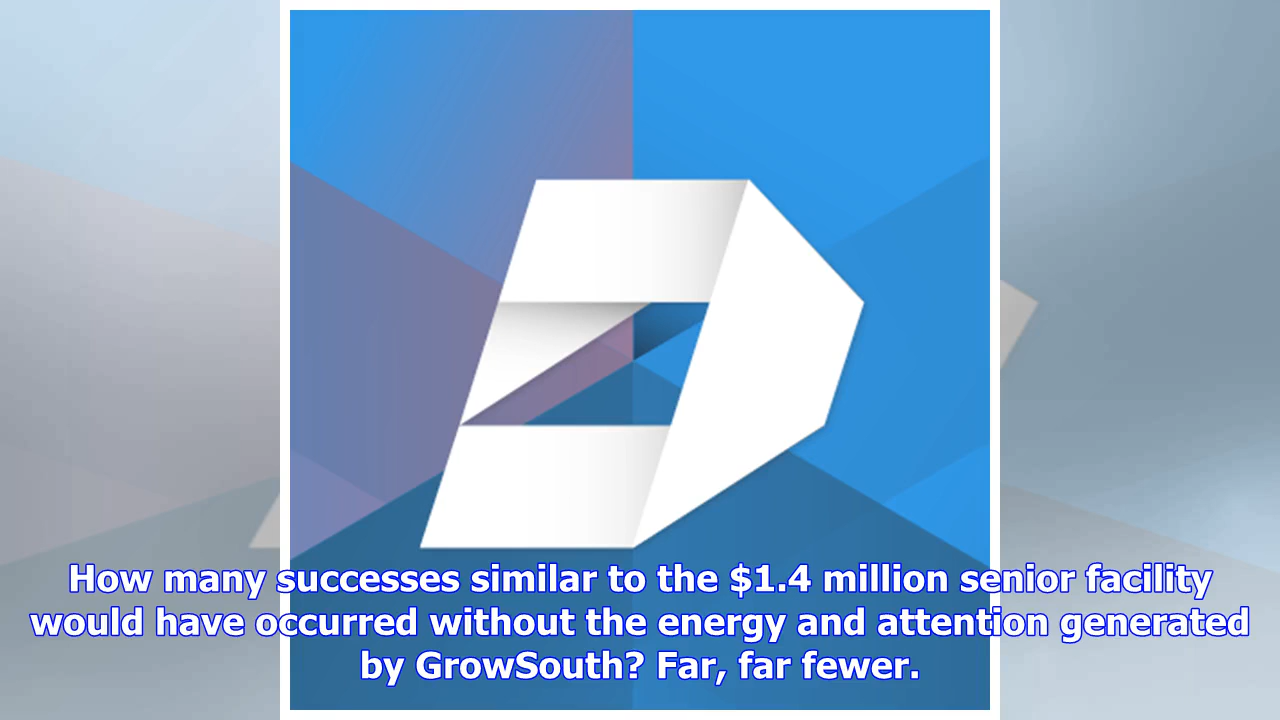 How many successes similar to the $1.4 million senior facility
would have occurred without the energy and attention generated
by GrowSouth? Far, far fewer.